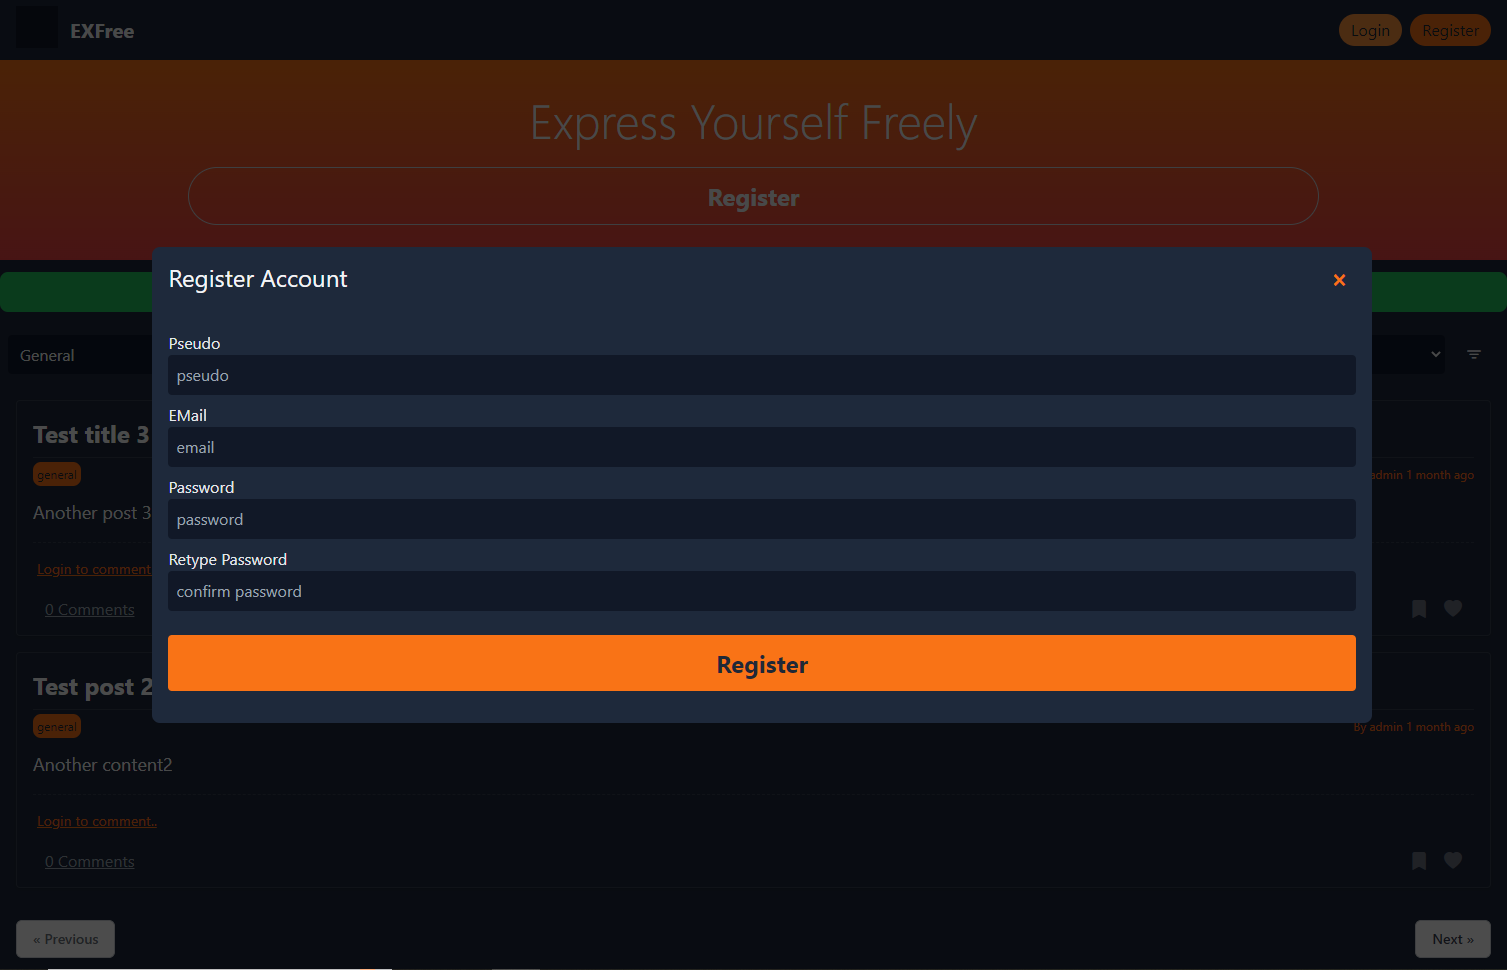 EXFree
Login Register
Express Yourself Freely
Register
Register Account
×
Pseudo
pseudo
EMail
email
Password
password
Retype Password
confirm password
Register
General
Test title 3
general
admin 1 month ago
Another post 3
Login to comment
0 Comments
Test post 2
general
By admin 1 month ago
Another content2
Login to comment..
0 Comments
« Previous
Next »